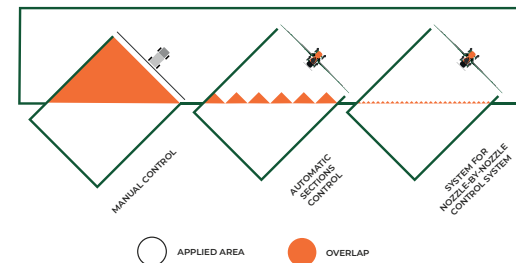 MANUAL CONTROL
AUTOMATIC
SECTIONS
CONTROL
SYSTEM FOR
NOZZLE-BY-NOZZLE
CONTROL SYSTEM
APPLIED AREA
OVERLAP